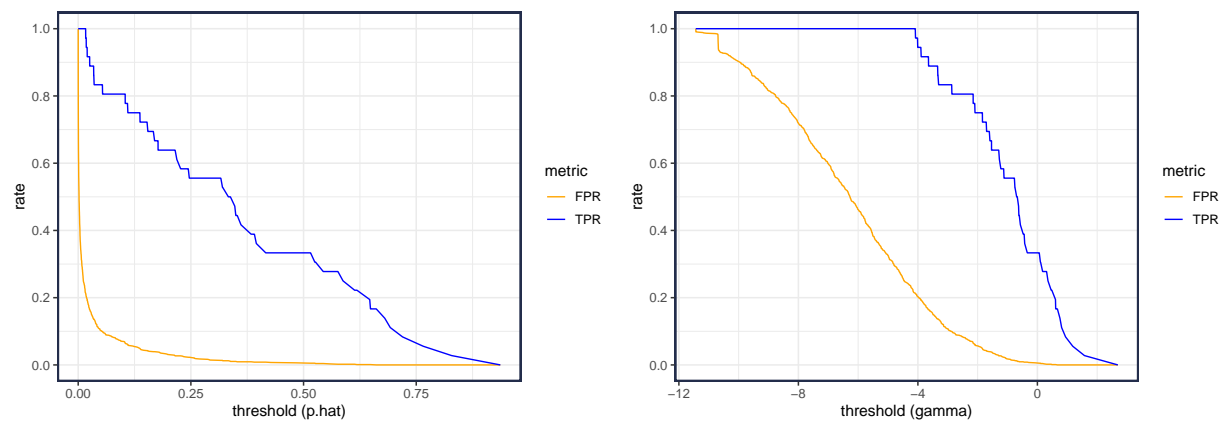 1.0
0.8
0.6
0.4
0.2
0.0
rate
0.00
0.25
0.50
0.75
threshold (p.hat)
metric
FPR
TPR
1.0
0.8
0.6
0.4
0.2
0.0
rate
−12
−8
−4
0
threshold (gamma)
metric
FPR
TPR